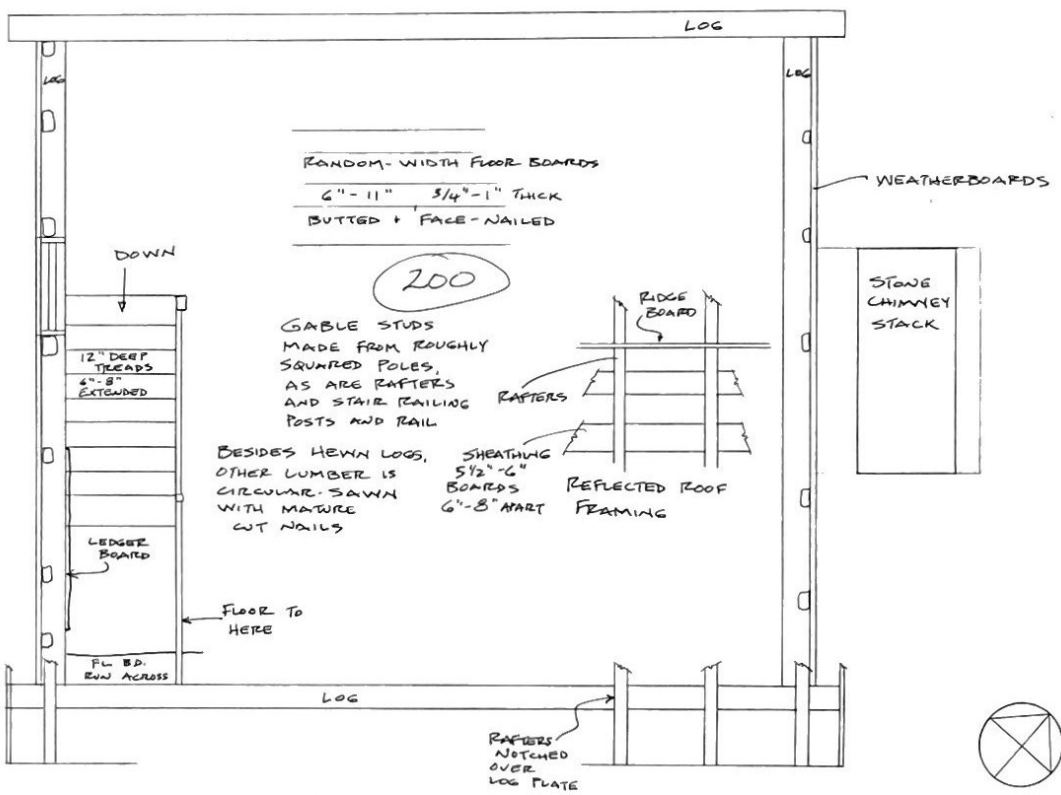 LOG
LOG
LOG
RANDOM-WIDTH FLOOR BOARDS
6"-11" 3/4"-1" THICK
BUTTED + FACE-NAILED
WEATHERBOARDS
DOWN
200
STONE
CHIMNEY
STACK
RIDGE
BOARD
GABLE STUDS
MADE FROM ROUGHLY
SQUARED POLES,
AS ARE RAFTERS
AND STAIR RAILING
POSTS AND RAIL
12" DEEP
TREADS
6"-8"
EXTENDED
RAFTERS
BESIDES HEWN LOGS,
OTHER LUMBER IS
CIRCULAR-SAWN
WITH MATURE
CUT NAILS
SHEATHING
5 1/2"-6"
BOARDS
6"-8" APART
REFLECTED ROOF
FRAMING
LEDGER
BOARD
FLOOR TO
HERE
FL BD.
RUN ACROSS
LOG
RAFTERS
NOTCHED
OVER
LOG PLATE